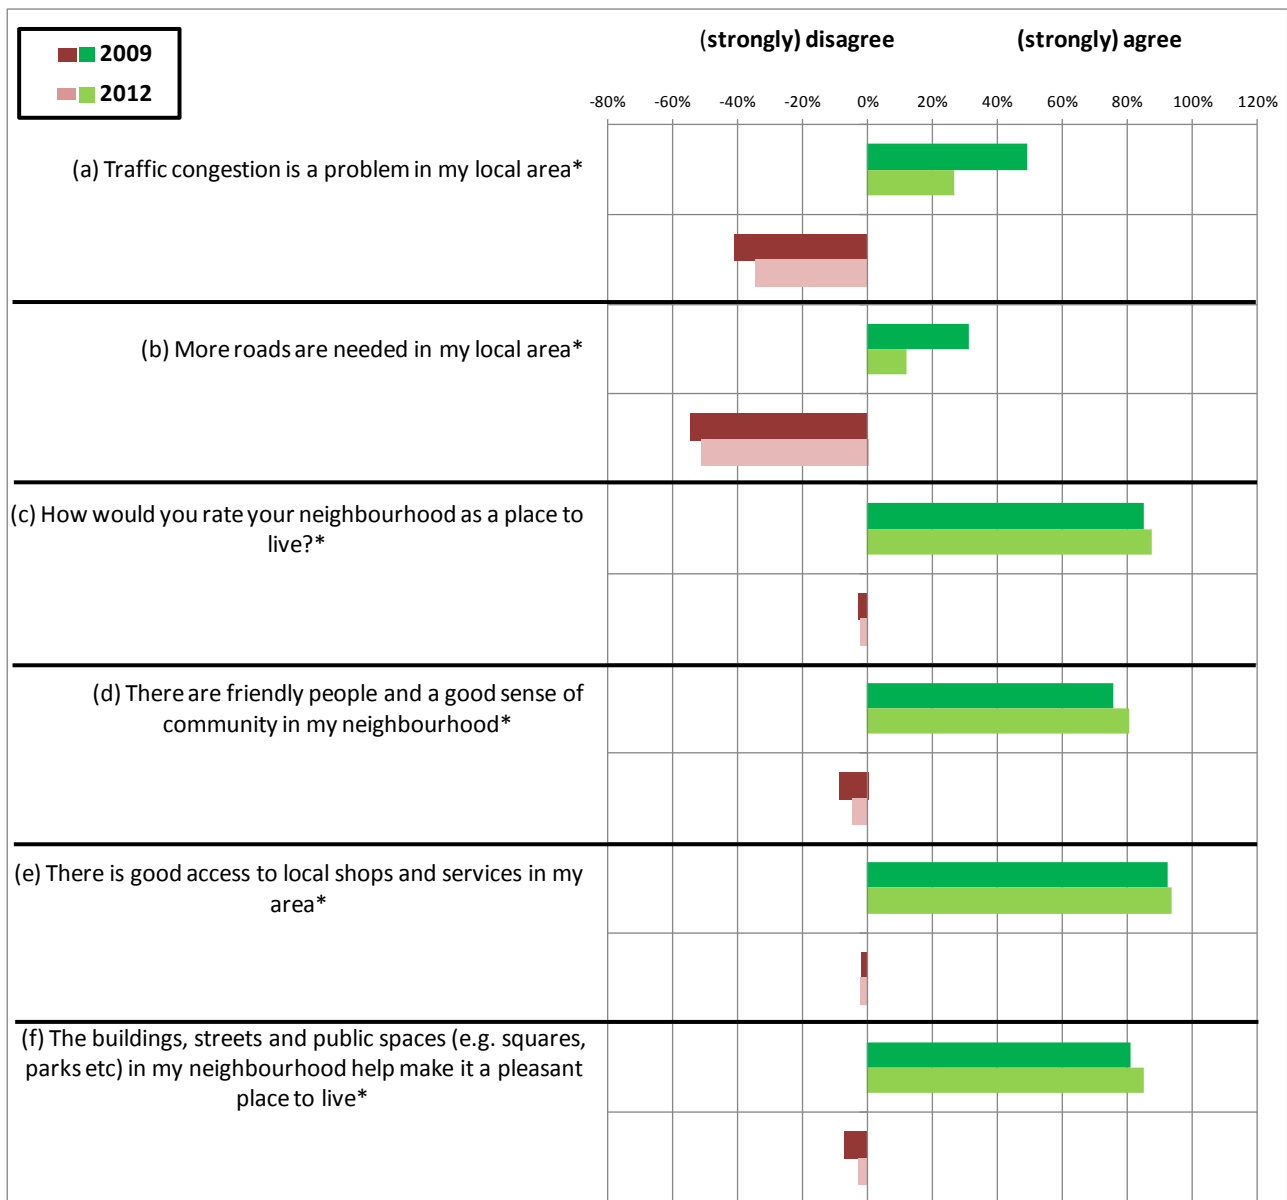 2009
2012
(strongly) disagree
(strongly) agree
-80% -60% -40% -20% 0% 20% 40% 60% 80% 100% 120%
(a) Traffic congestion is a problem in my local area*
(b) More roads are needed in my local area*
(c) How would you rate your neighbourhood as a place to
live?*
(d) There are friendly people and a good sense of
community in my neighbourhood*
(e) There is good access to local shops and services in my
area*
(f) The buildings, streets and public spaces (e.g. squares,
parks etc) in my neighbourhood help make it a pleasant
place to live*